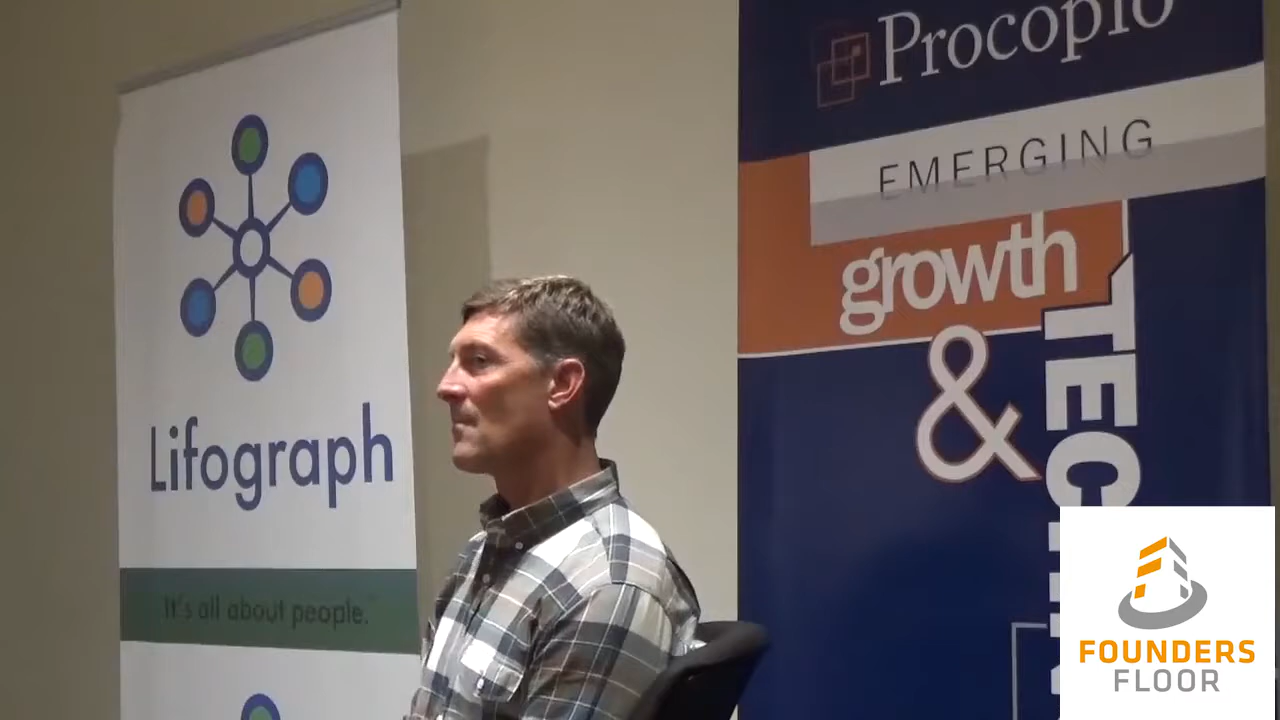 Lifograph
It's all about people.
Procopio
EMERGING
growth
&
FOUNDERS
FLOOR